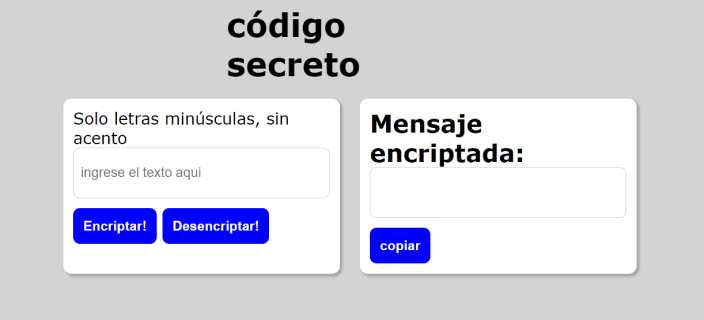 código
secreto
Solo letras minúsculas, sin
acento
ingrese el texto aqui
Encriptar!
Desencriptar!
Mensaje
encriptada:
copiar